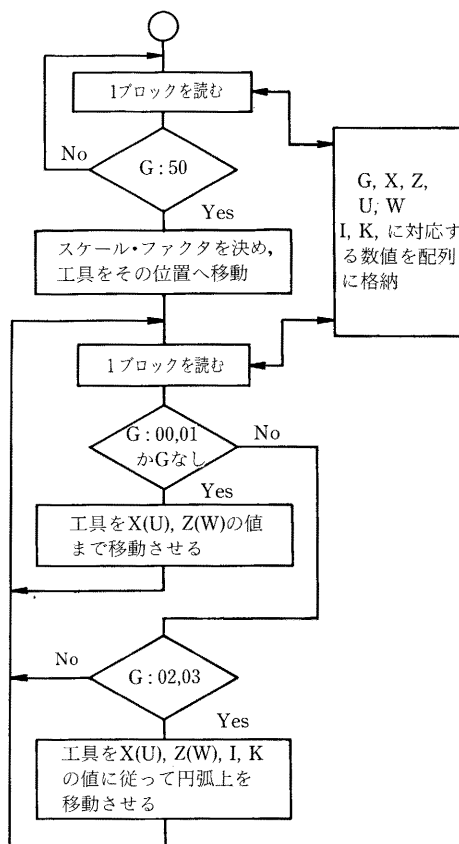 1ブロックを読む
No
G : 50
Yes
G, X, Z,
U, W
I, K, に対応す
る数値を配列
に格納
スケール・ファクタを決め,
工具をその位置へ移動
1ブロックを読む
G : 00,01
かGなし
No
Yes
工具をX(U), Z(W)の値
まで移動させる
No
G : 02,03
Yes
工具をX(U), Z(W), I, K
の値に従って円弧上を
移動させる